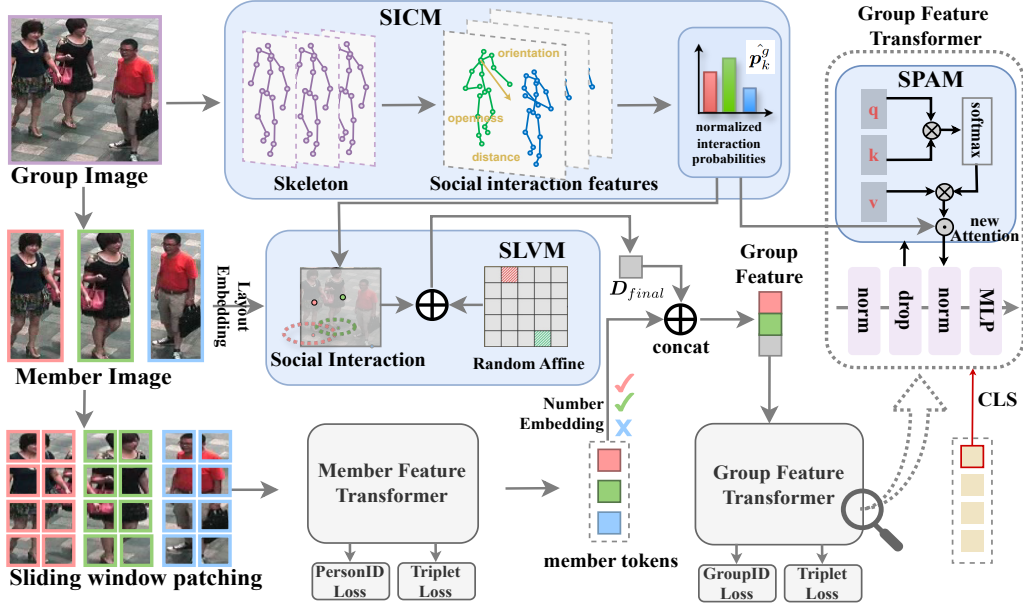 SICM
orientation
openness
distance
Skeleton
Social interaction features
p̂ᵍₖ
normalized
interaction
probabilities
Group Feature
Transformer
SPAM
q
k
v
softmax
new
Attention
norm
drop
norm
MLP
CLS
Group Image
Layout
Embedding
SLVM
Social Interaction
Random Affine
D_final
concat
Group
Feature
Member Image
Number
Embedding
Member Feature
Transformer
member tokens
Group Feature
Transformer
Sliding window patching
PersonID
Loss
Triplet
Loss
GroupID
Loss
Triplet
Loss